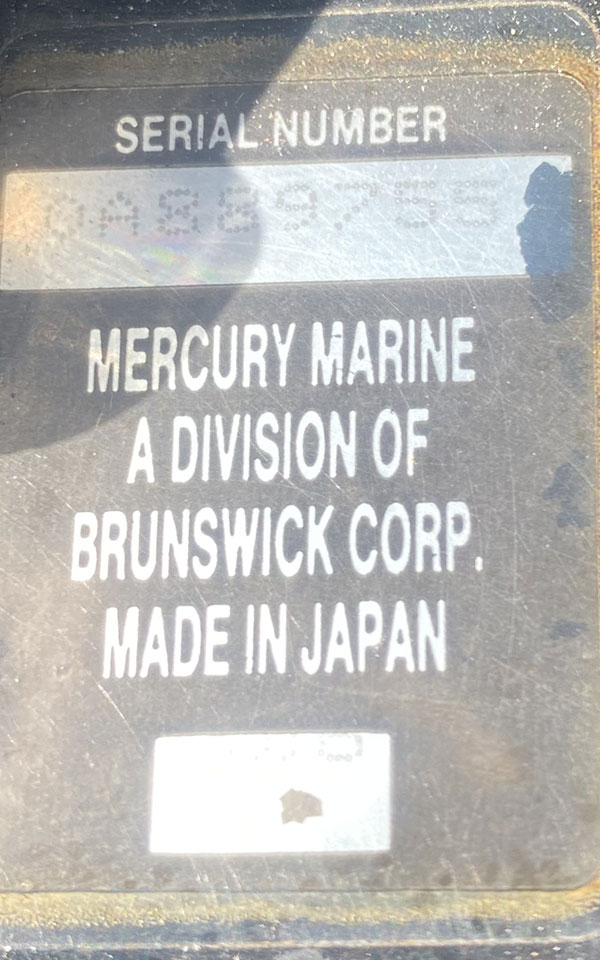 SERIAL NUMBER
MERCURY MARINE
A DIVISION OF
BRUNSWICK CORP.
MADE IN JAPAN